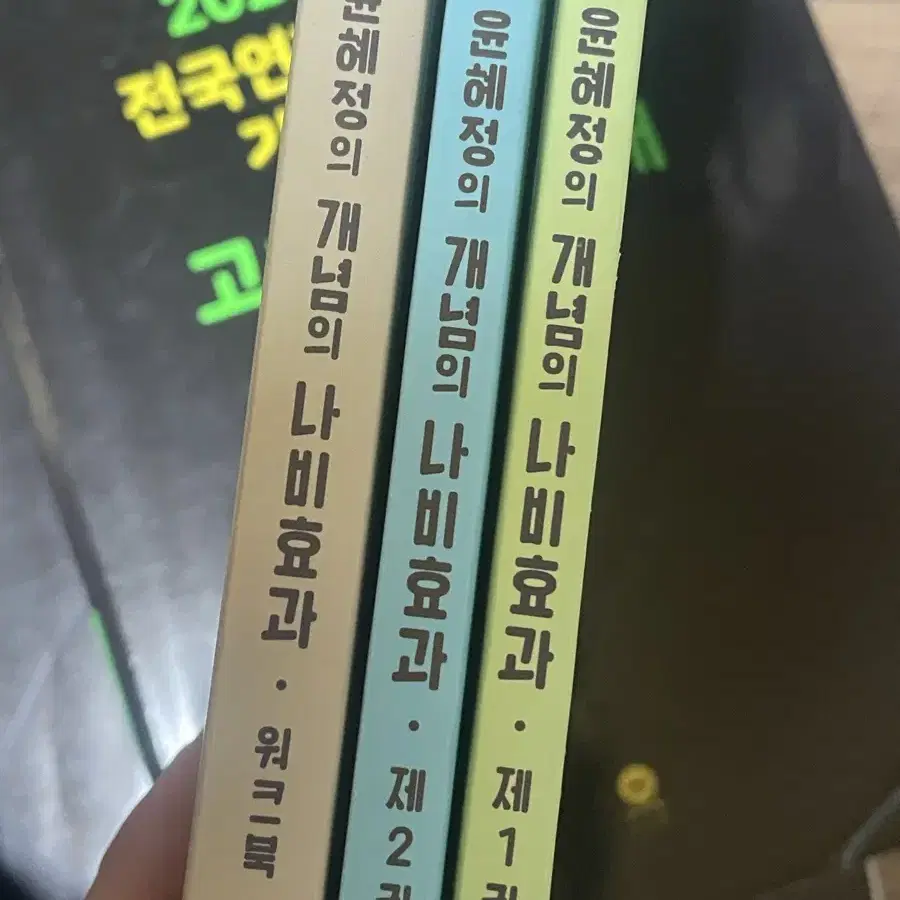 윤혜정의 개념의 나비효과 · 워크북
윤혜정의 개념의 나비효과 · 제2권
윤혜정의 개념의 나비효과 · 제1권
전국연
고